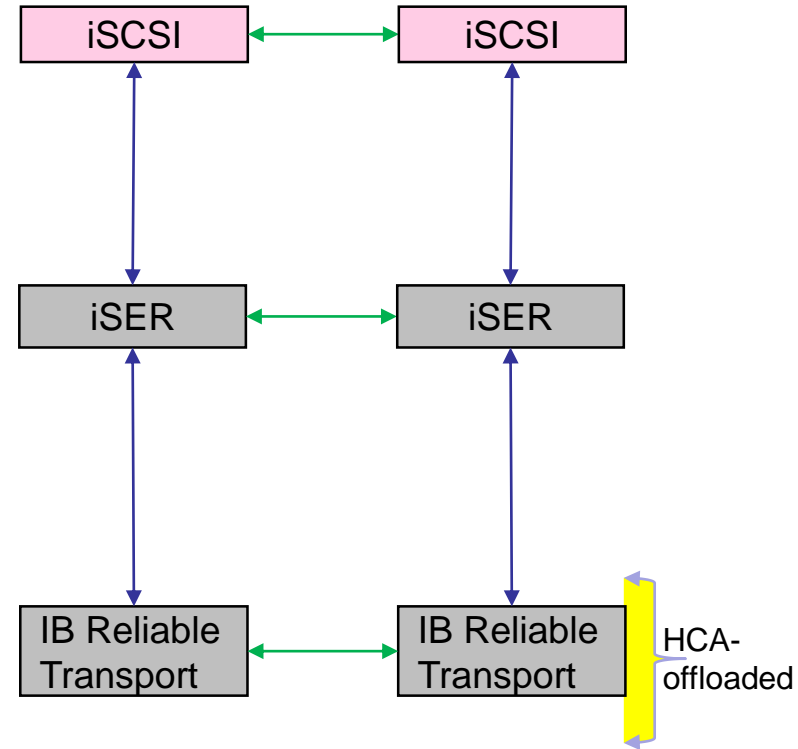 iSCSI
iSCSI
iSER
iSER
IB Reliable
Transport
IB Reliable
Transport
HCA-
offloaded